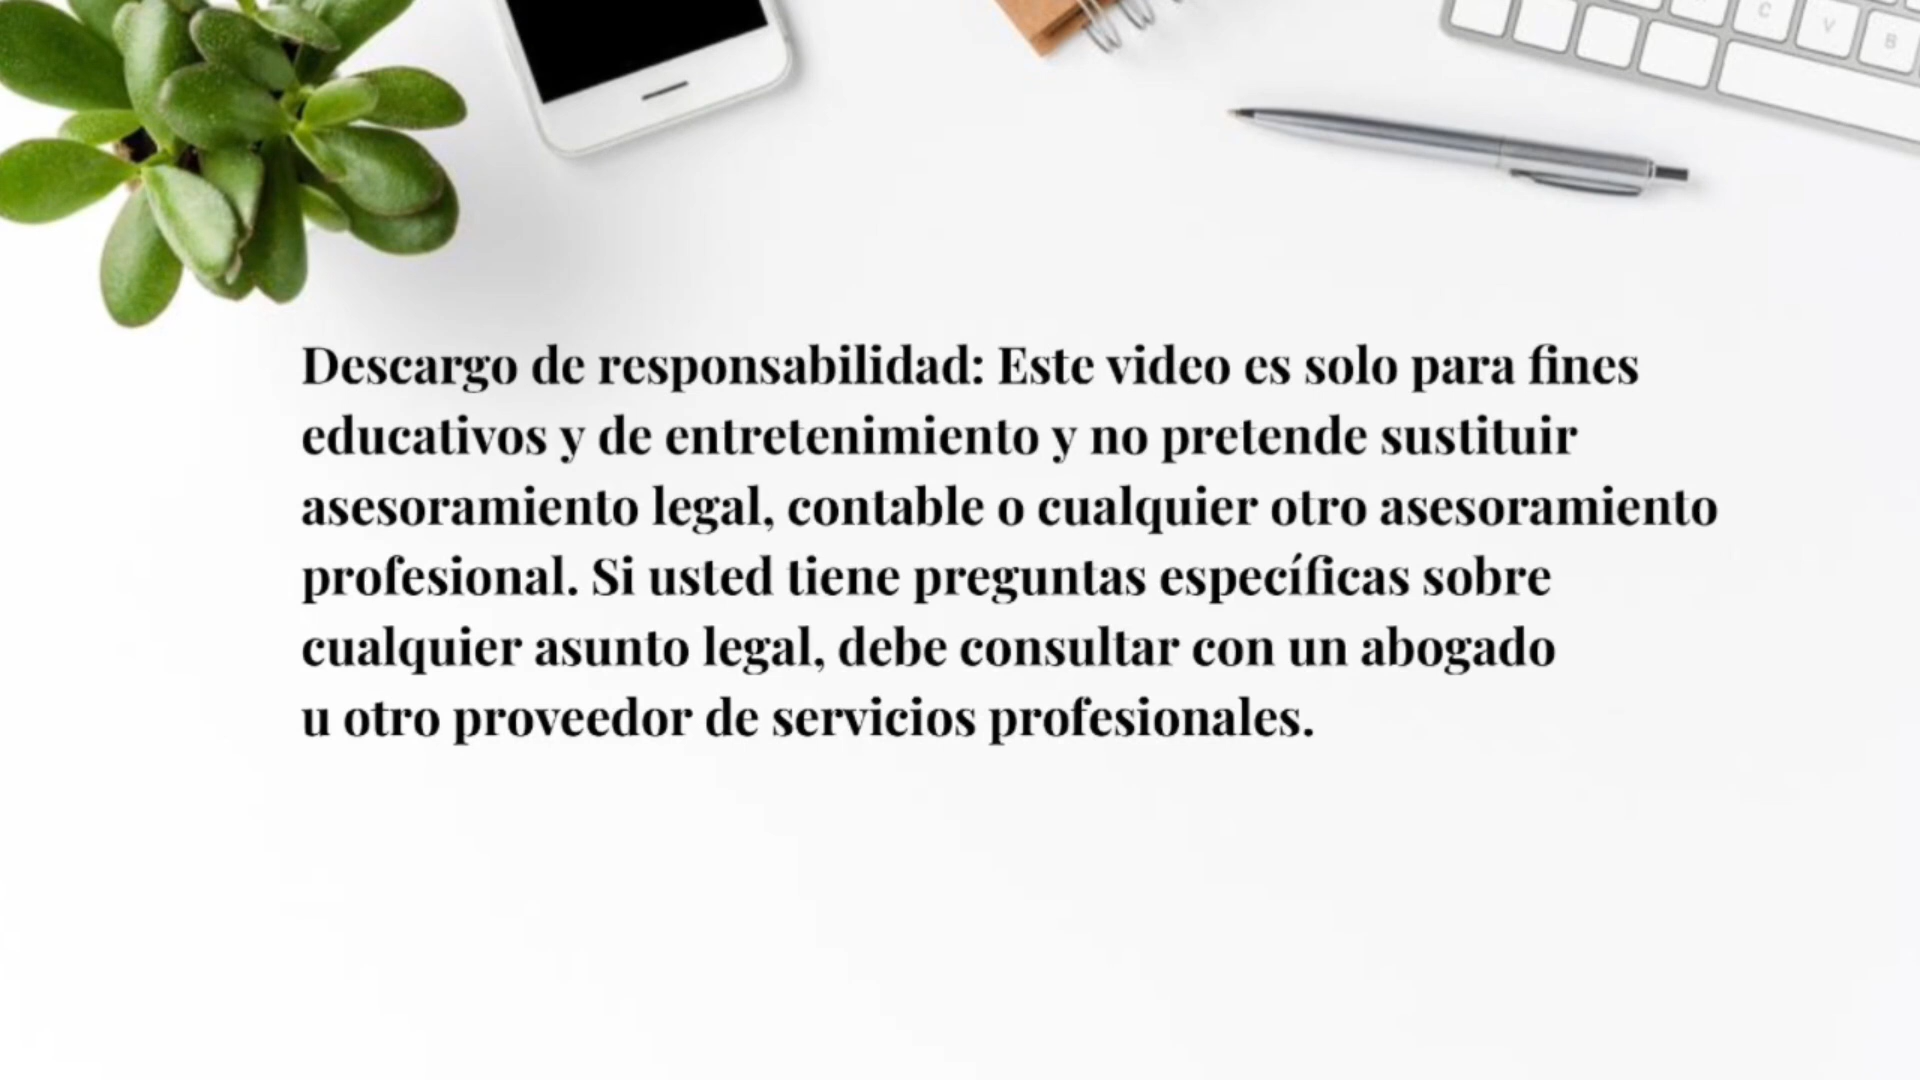 Descargo de responsabilidad: Este video es solo para fines
educativos y de entretenimiento y no pretende sustituir
asesoramiento legal, contable o cualquier otro asesoramiento
profesional. Si usted tiene preguntas específicas sobre
cualquier asunto legal, debe consultar con un abogado
u otro proveedor de servicios profesionales.
C V B